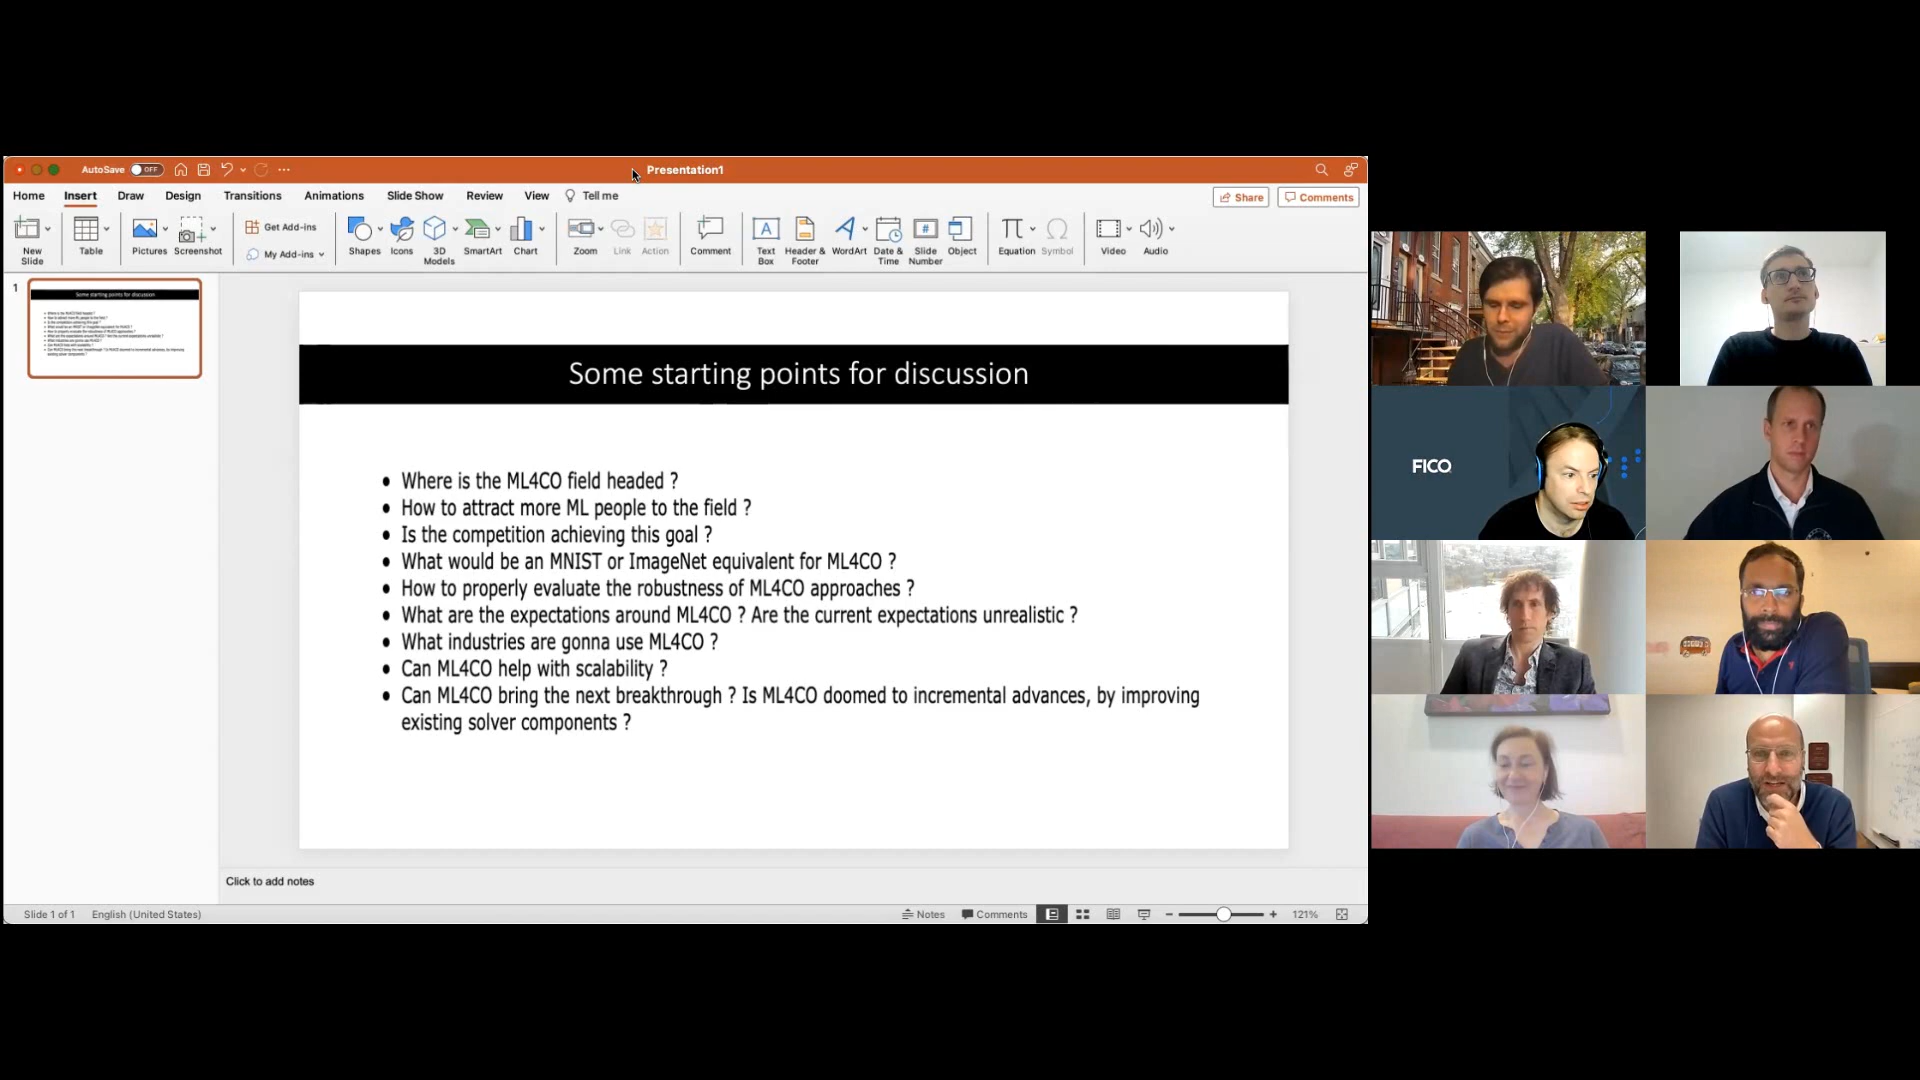 AutoSave OFF
Presentation1
Home Insert Draw Design Transitions Animations Slide Show Review View Tell me
Share Comments
New Slide
Table
Pictures
Screenshot
Get Add-ins
My Add-ins
Shapes
Icons
3D Models
SmartArt
Chart
Zoom
Link
Action
Comment
Text Box
Header & Footer
WordArt
Date & Time
Slide Number
Object
Equation
Symbol
Video
Audio
1
Some starting points for discussion
• Where is the ML4CO field headed ?
• How to attract more ML people to the field ?
• Is the competition achieving this goal ?
• What would be an MNIST or ImageNet equivalent for ML4CO ?
• How to properly evaluate the robustness of ML4CO approaches ?
• What are the expectations around ML4CO ? Are the current expectations unrealistic ?
• What industries are gonna use ML4CO ?
• Can ML4CO help with scalability ?
• Can ML4CO bring the next breakthrough ? Is ML4CO doomed to incremental advances, by improving
existing solver components ?
Click to add notes
Slide 1 of 1 English (United States)
Notes Comments 121%
FICO